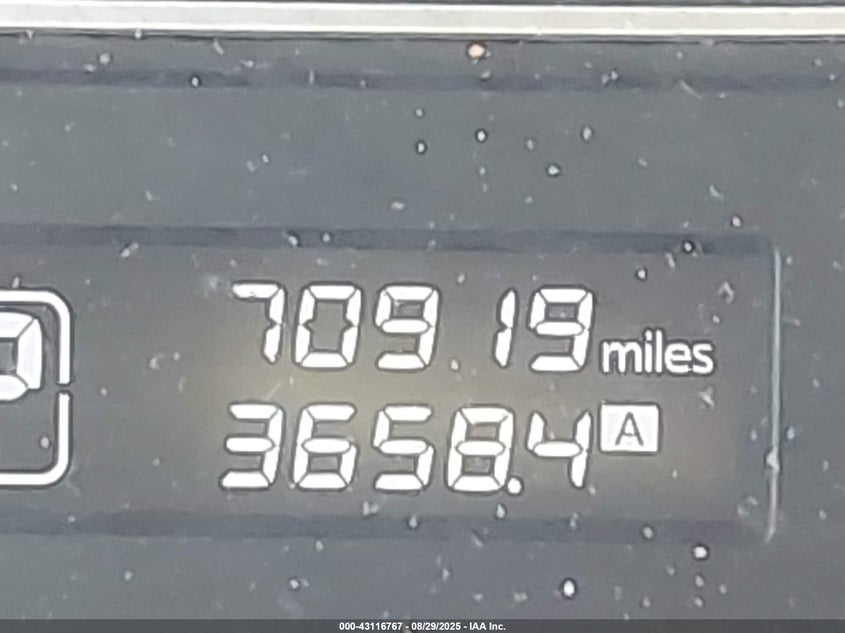 70919 miles
3658.4 A
000-43116767 - 08/29/2025 - IAA Inc.